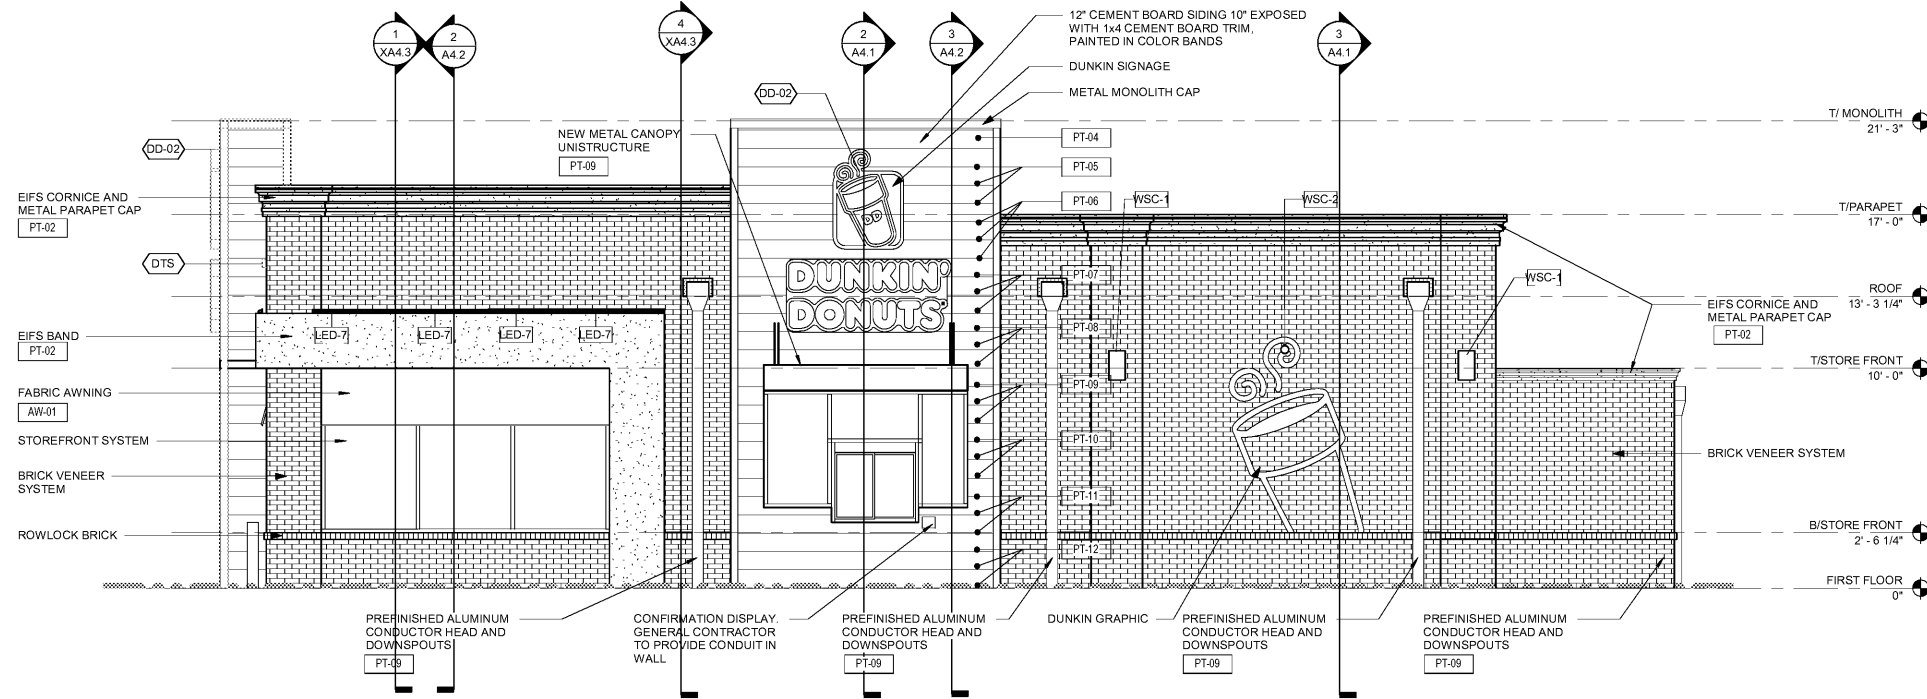 1
XA4.3
2
A4.2
4
XA4.3
2
A4.1
3
A4.2
3
A4.1
12" CEMENT BOARD SIDING 10" EXPOSED
WITH 1x4 CEMENT BOARD TRIM,
PAINTED IN COLOR BANDS
DUNKIN SIGNAGE
METAL MONOLITH CAP
DD-02
NEW METAL CANOPY
UNISTRUCTURE
PT-09
DD-02
EIFS CORNICE AND
METAL PARAPET CAP
PT-02
DTS
EIFS BAND
PT-02
FABRIC AWNING
AW-01
STOREFRONT SYSTEM
BRICK VENEER
SYSTEM
ROWLOCK BRICK
LED-7
LED-7
LED-7
LED-7
DD
DUNKIN'
DONUTS
PT-04
PT-05
PT-06
PT-07
PT-08
PT-09
PT-10
PT-11
PT-12
WSC-1
WSC-2
WSC-1
T/ MONOLITH
21' - 3"
T/PARAPET
17' - 0"
ROOF
13' - 3 1/4"
EIFS CORNICE AND
METAL PARAPET CAP
PT-02
T/STORE FRONT
10' - 0"
BRICK VENEER SYSTEM
B/STORE FRONT
2' - 6 1/4"
FIRST FLOOR
0"
PREFINISHED ALUMINUM
CONDUCTOR HEAD AND
DOWNSPOUTS
PT-09
CONFIRMATION DISPLAY.
GENERAL CONTRACTOR
TO PROVIDE CONDUIT IN
WALL
PREFINISHED ALUMINUM
CONDUCTOR HEAD AND
DOWNSPOUTS
PT-09
DUNKIN GRAPHIC
PREFINISHED ALUMINUM
CONDUCTOR HEAD AND
DOWNSPOUTS
PT-09
PREFINISHED ALUMINUM
CONDUCTOR HEAD AND
DOWNSPOUTS
PT-09